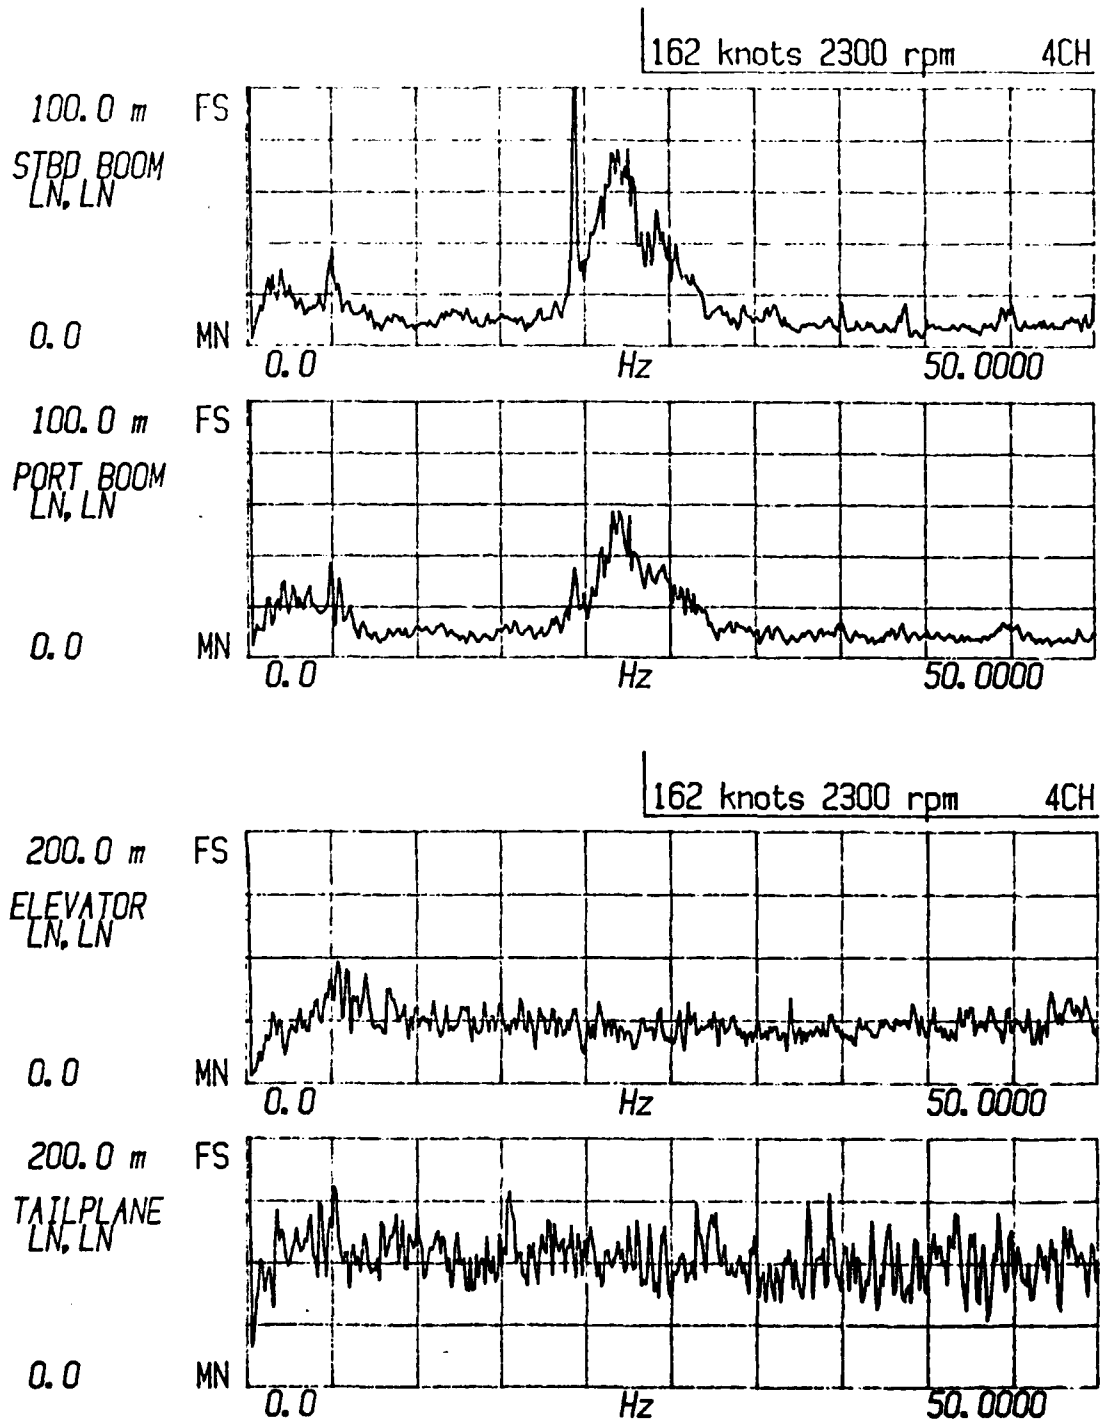 162 knots 2300 rpm 4CH
100.0 m FS
STBD BOOM
LN, LN
0.0 MN
0.0 Hz 50.0000
100.0 m FS
PORT BOOM
LN, LN
0.0 MN
0.0 Hz 50.0000
162 knots 2300 rpm 4CH
200.0 m FS
ELEVATOR
LN, LN
0.0 MN
0.0 Hz 50.0000
200.0 m FS
TAILPLANE
LN, LN
0.0 MN
0.0 Hz 50.0000